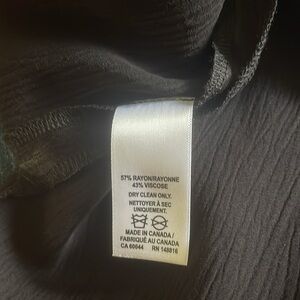 57% RAYON/RAYONNE
43% VISCOSE
DRY CLEAN ONLY.
NETTOYER À SEC
UNIQUEMENT.
MADE IN CANADA/
FABRIQUÉ AU CANADA
CA 60044 RN 148816